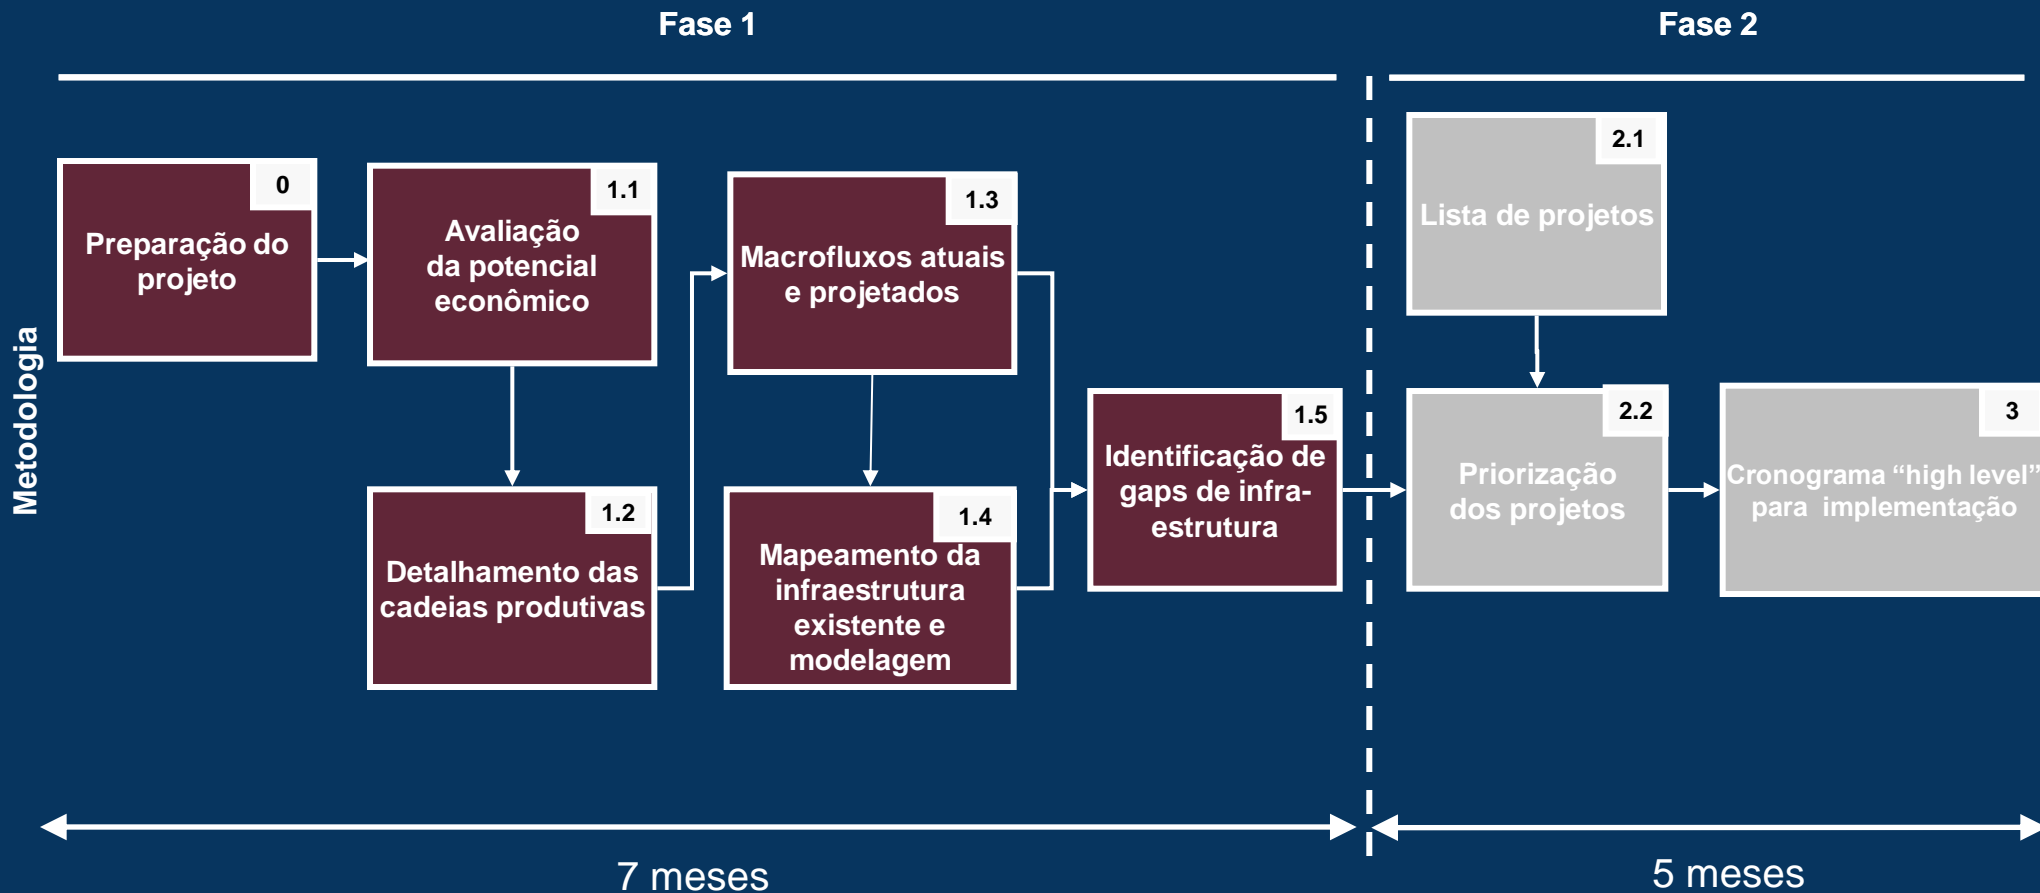 Fase 1
Fase 2
Metodologia
0
Preparação do
projeto
1.1
Avaliação
da potencial
econômico
1.2
Detalhamento das
cadeias produtivas
1.3
Macrofluxos atuais
e projetados
1.4
Mapeamento da
infraestrutura
existente e
modelagem
1.5
Identificação de
gaps de infra-
estrutura
2.1
Lista de projetos
2.2
Priorização
dos projetos
3
Cronograma “high level”
para implementação
7 meses
5 meses